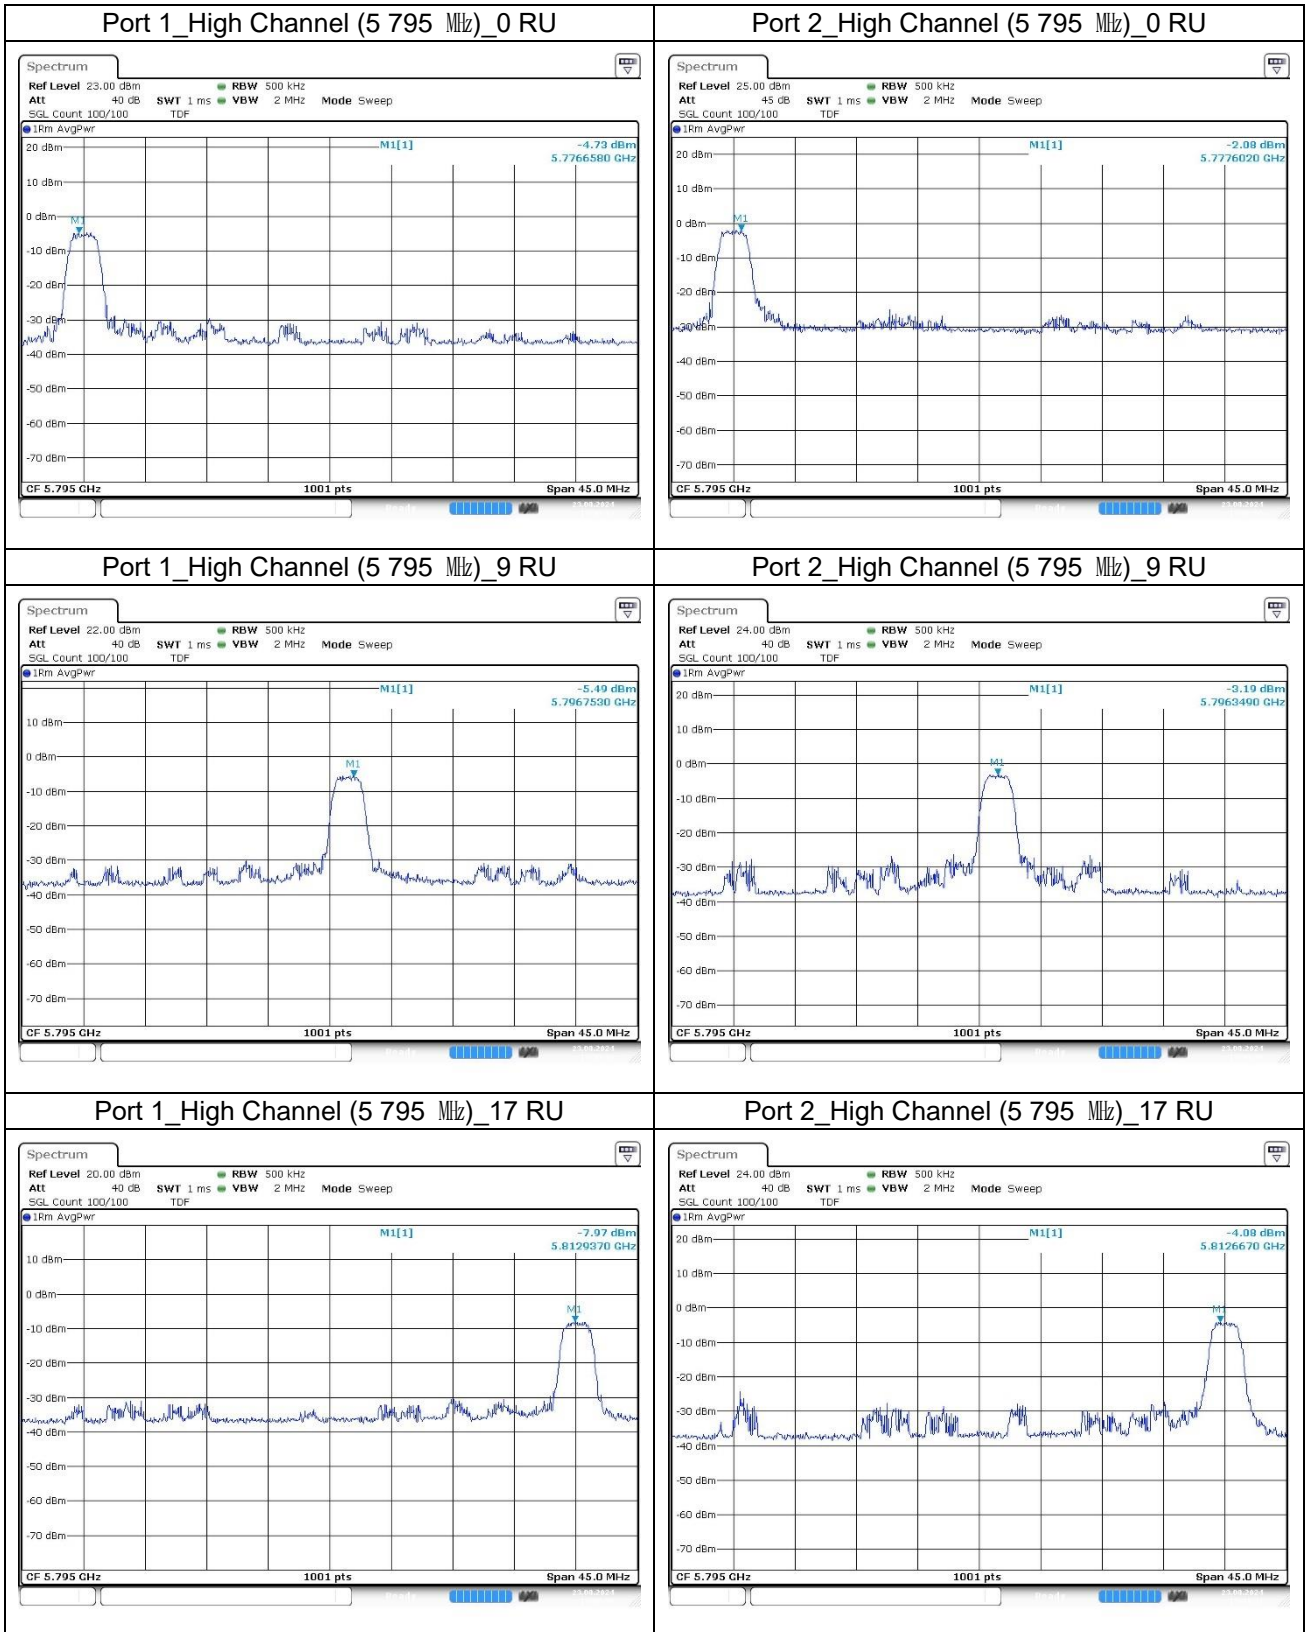 Port 1_High Channel (5 795 ㎒)_0 RU
Port 2_High Channel (5 795 ㎒)_0 RU
Spectrum
Ref Level 23.00 dBm RBW 500 kHz
Att 40 dB SWT 1 ms VBW 2 MHz Mode Sweep
SGL Count 100/100 TDF
1Rm AvgPwr
M1[1] -4.73 dBm
5.7766580 GHz
20 dBm
10 dBm
0 dBm
M1
-10 dBm
-20 dBm
-30 dBm
-40 dBm
-50 dBm
-60 dBm
-70 dBm
CF 5.795 GHz 1001 pts Span 45.0 MHz
Spectrum
Ref Level 25.00 dBm RBW 500 kHz
Att 45 dB SWT 1 ms VBW 2 MHz Mode Sweep
SGL Count 100/100 TDF
1Rm AvgPwr
M1[1] -2.08 dBm
5.7776020 GHz
20 dBm
10 dBm
0 dBm
M1
-10 dBm
-20 dBm
-30 dBm
-40 dBm
-50 dBm
-60 dBm
-70 dBm
CF 5.795 GHz 1001 pts Span 45.0 MHz
Port 1_High Channel (5 795 ㎒)_9 RU
Port 2_High Channel (5 795 ㎒)_9 RU
Spectrum
Ref Level 22.00 dBm RBW 500 kHz
Att 40 dB SWT 1 ms VBW 2 MHz Mode Sweep
SGL Count 100/100 TDF
1Rm AvgPwr
M1[1] -5.49 dBm
5.7967530 GHz
10 dBm
0 dBm
M1
-10 dBm
-20 dBm
-30 dBm
-40 dBm
-50 dBm
-60 dBm
-70 dBm
CF 5.795 GHz 1001 pts Span 45.0 MHz
Spectrum
Ref Level 24.00 dBm RBW 500 kHz
Att 40 dB SWT 1 ms VBW 2 MHz Mode Sweep
SGL Count 100/100 TDF
1Rm AvgPwr
M1[1] -3.19 dBm
5.7963490 GHz
20 dBm
10 dBm
0 dBm
M1
-10 dBm
-20 dBm
-30 dBm
-40 dBm
-50 dBm
-60 dBm
-70 dBm
CF 5.795 GHz 1001 pts Span 45.0 MHz
Port 1_High Channel (5 795 ㎒)_17 RU
Port 2_High Channel (5 795 ㎒)_17 RU
Spectrum
Ref Level 20.00 dBm RBW 500 kHz
Att 40 dB SWT 1 ms VBW 2 MHz Mode Sweep
SGL Count 100/100 TDF
1Rm AvgPwr
M1[1] -7.97 dBm
5.8129370 GHz
10 dBm
0 dBm
M1
-10 dBm
-20 dBm
-30 dBm
-40 dBm
-50 dBm
-60 dBm
-70 dBm
CF 5.795 GHz 1001 pts Span 45.0 MHz
Spectrum
Ref Level 24.00 dBm RBW 500 kHz
Att 40 dB SWT 1 ms VBW 2 MHz Mode Sweep
SGL Count 100/100 TDF
1Rm AvgPwr
M1[1] -4.08 dBm
5.8126670 GHz
20 dBm
10 dBm
0 dBm
M1
-10 dBm
-20 dBm
-30 dBm
-40 dBm
-50 dBm
-60 dBm
-70 dBm
CF 5.795 GHz 1001 pts Span 45.0 MHz